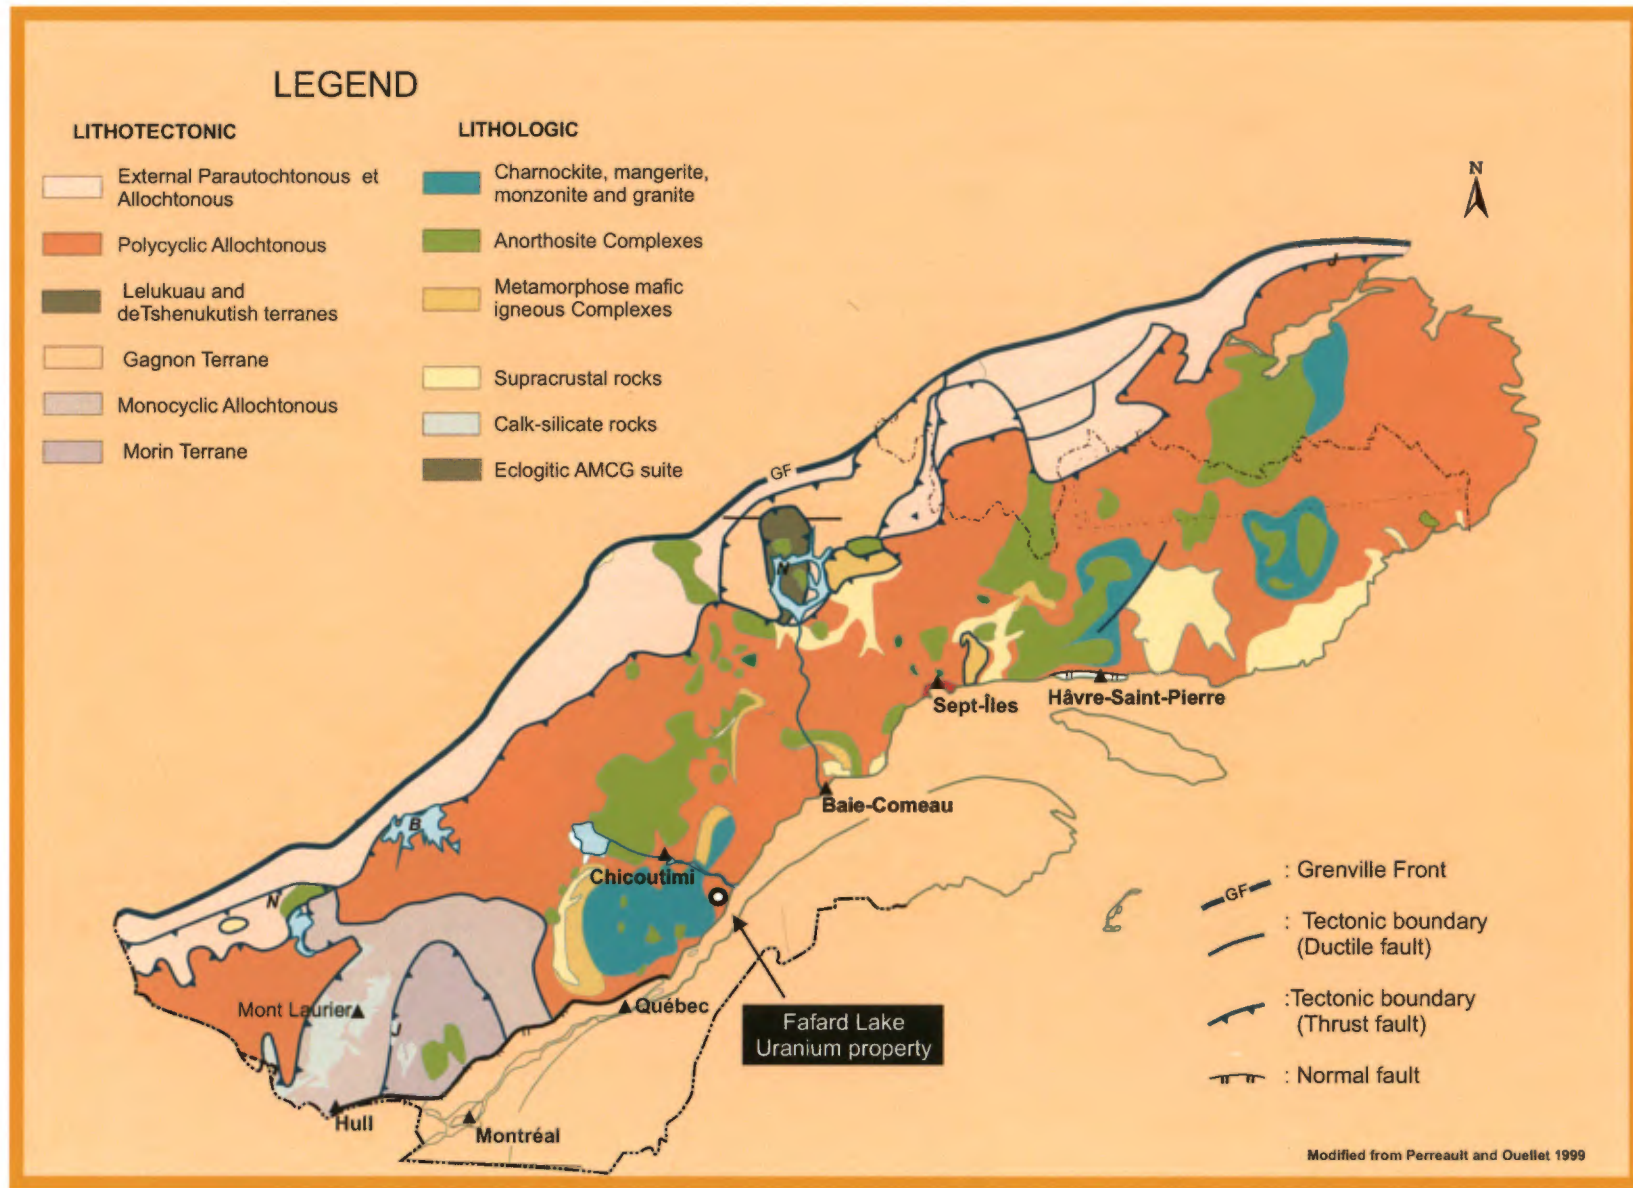 LEGEND
LITHOTECTONIC
External Parautochtonous et
Allochtonous
Polycyclic Allochtonous
Lelukuau and
deTshenukutish terranes
Gagnon Terrane
Monocyclic Allochtonous
Morin Terrane
LITHOLOGIC
Charnockite, mangerite,
monzonite and granite
Anorthosite Complexes
Metamorphose mafic
igneous Complexes
Supracrustal rocks
Calk-silicate rocks
Eclogitic AMCG suite
N
J
GF
N
Sept-Îles
Hâvre-Saint-Pierre
Baie-Comeau
B
Chicoutimi
N
Mont Laurier
Québec
J
Hull
Montréal
Fafard Lake
Uranium property
GF
: Grenville Front
: Tectonic boundary
(Ductile fault)
:Tectonic boundary
(Thrust fault)
: Normal fault
Modified from Perreault and Ouellet 1999